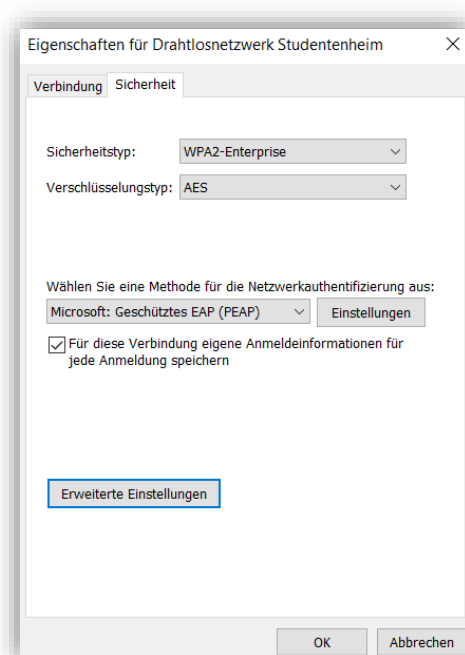 Eigenschaften für Drahtlosnetzwerk Studentenheim
Verbindung Sicherheit
Sicherheitstyp: WPA2-Enterprise
Verschlüsselungstyp: AES
Wählen Sie eine Methode für die Netzwerkauthentifizierung aus:
Microsoft: Geschütztes EAP (PEAP) Einstellungen
Für diese Verbindung eigene Anmeldeinformationen für
jede Anmeldung speichern
Erweiterte Einstellungen
OK Abbrechen